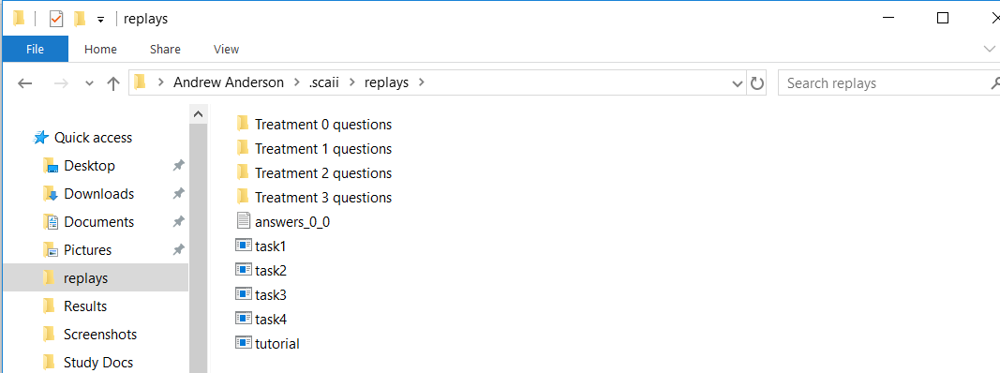 replays
File Home Share View
Andrew Anderson .scaii replays
Search replays
Quick access
Desktop
Downloads
Documents
Pictures
replays
Results
Screenshots
Study Docs
Treatment 0 questions
Treatment 1 questions
Treatment 2 questions
Treatment 3 questions
answers_0_0
task1
task2
task3
task4
tutorial